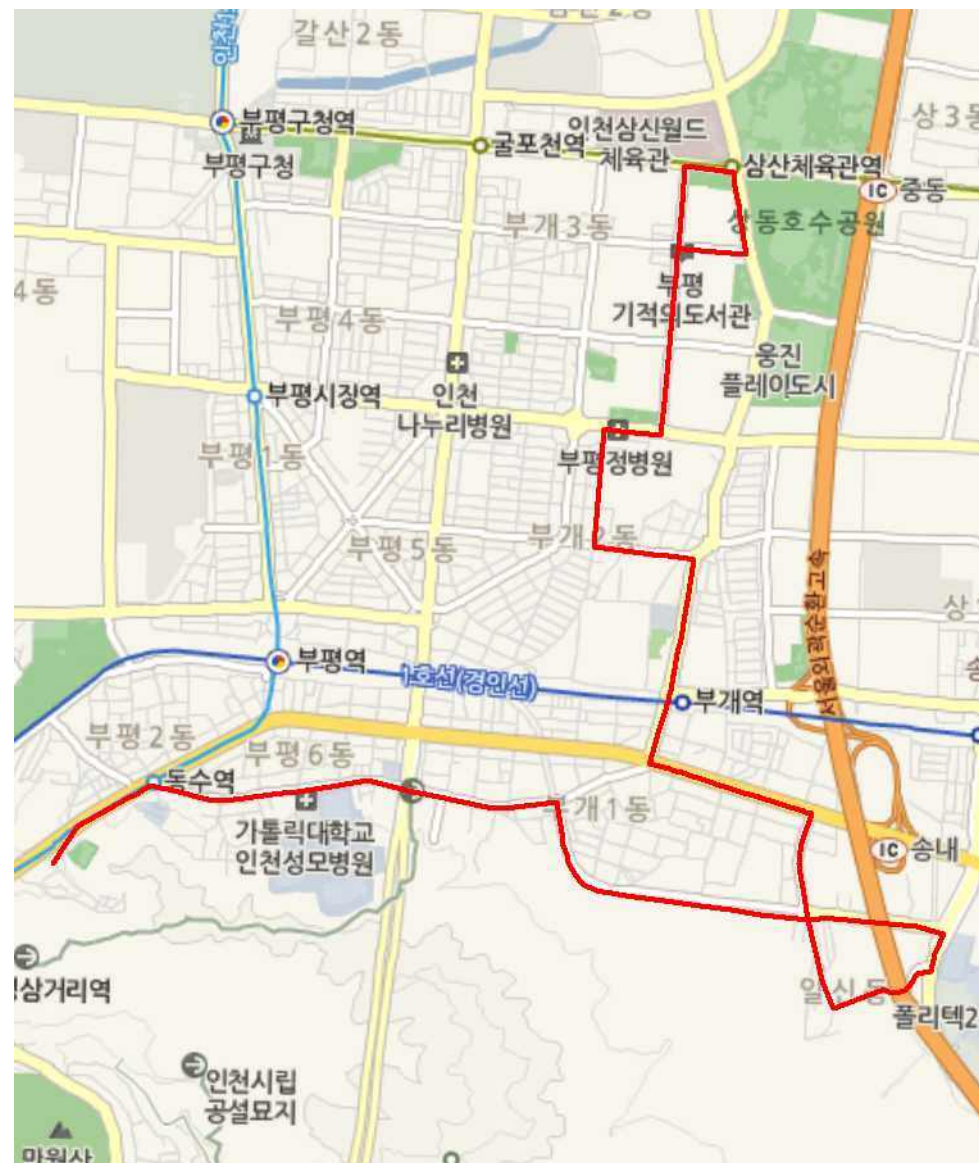 갈산2동
상3동
부평구청역
부평구청
굴포천역
인천삼산월드
체육관
삼산체육관역
IC 중동
상동호수공원
부개3동
부평
기적의도서관
4동
부평4동
웅진
플레이도시
부평시장역
인천
나누리병원
부평정병원
부평1동
부평5동
부개2동
서울외곽순환고속
부평역
1호선(경인선)
부개역
부평2동
부평6동
동수역
부개1동
가톨릭대학교
인천성모병원
IC 송내
삼거리역
일신동
폴리텍2
인천시립
공설묘지